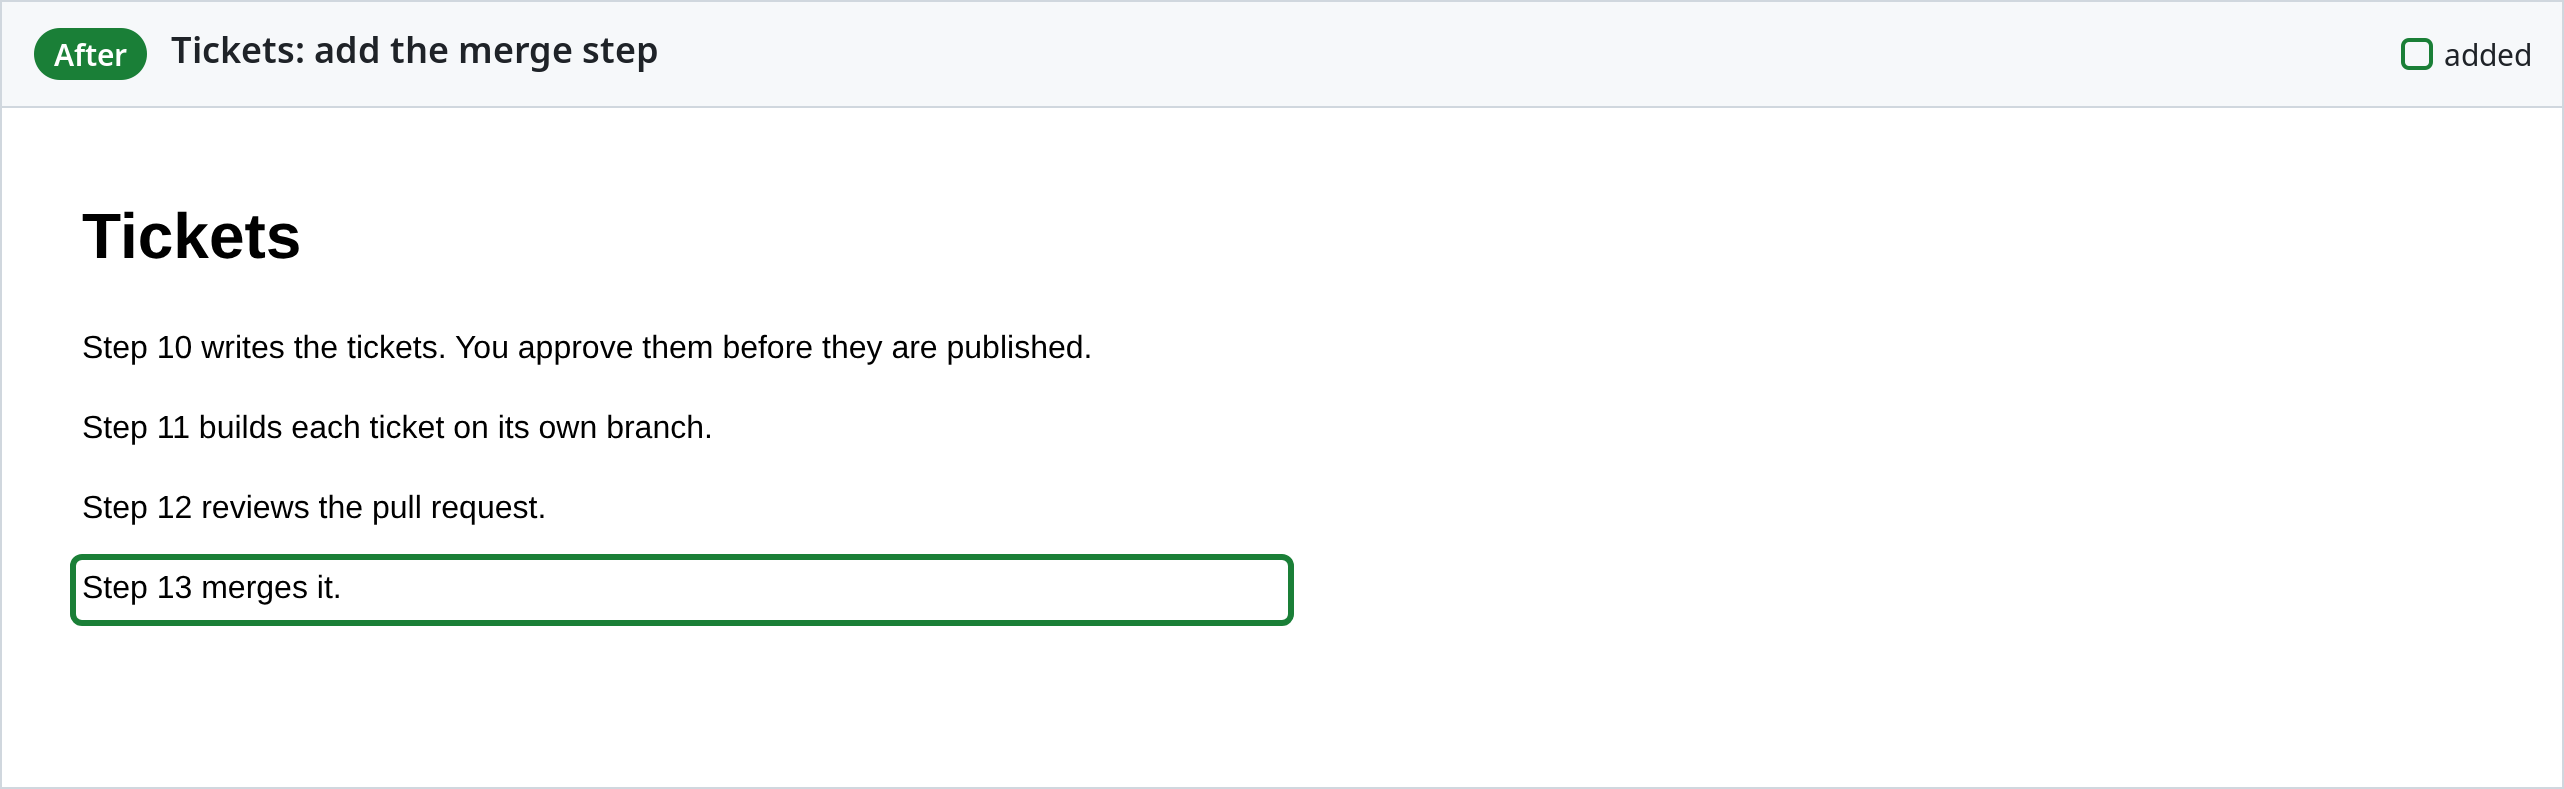 After
Tickets: add the merge step
added
Tickets
Step 10 writes the tickets. You approve them before they are published.
Step 11 builds each ticket on its own branch.
Step 12 reviews the pull request.
Step 13 merges it.